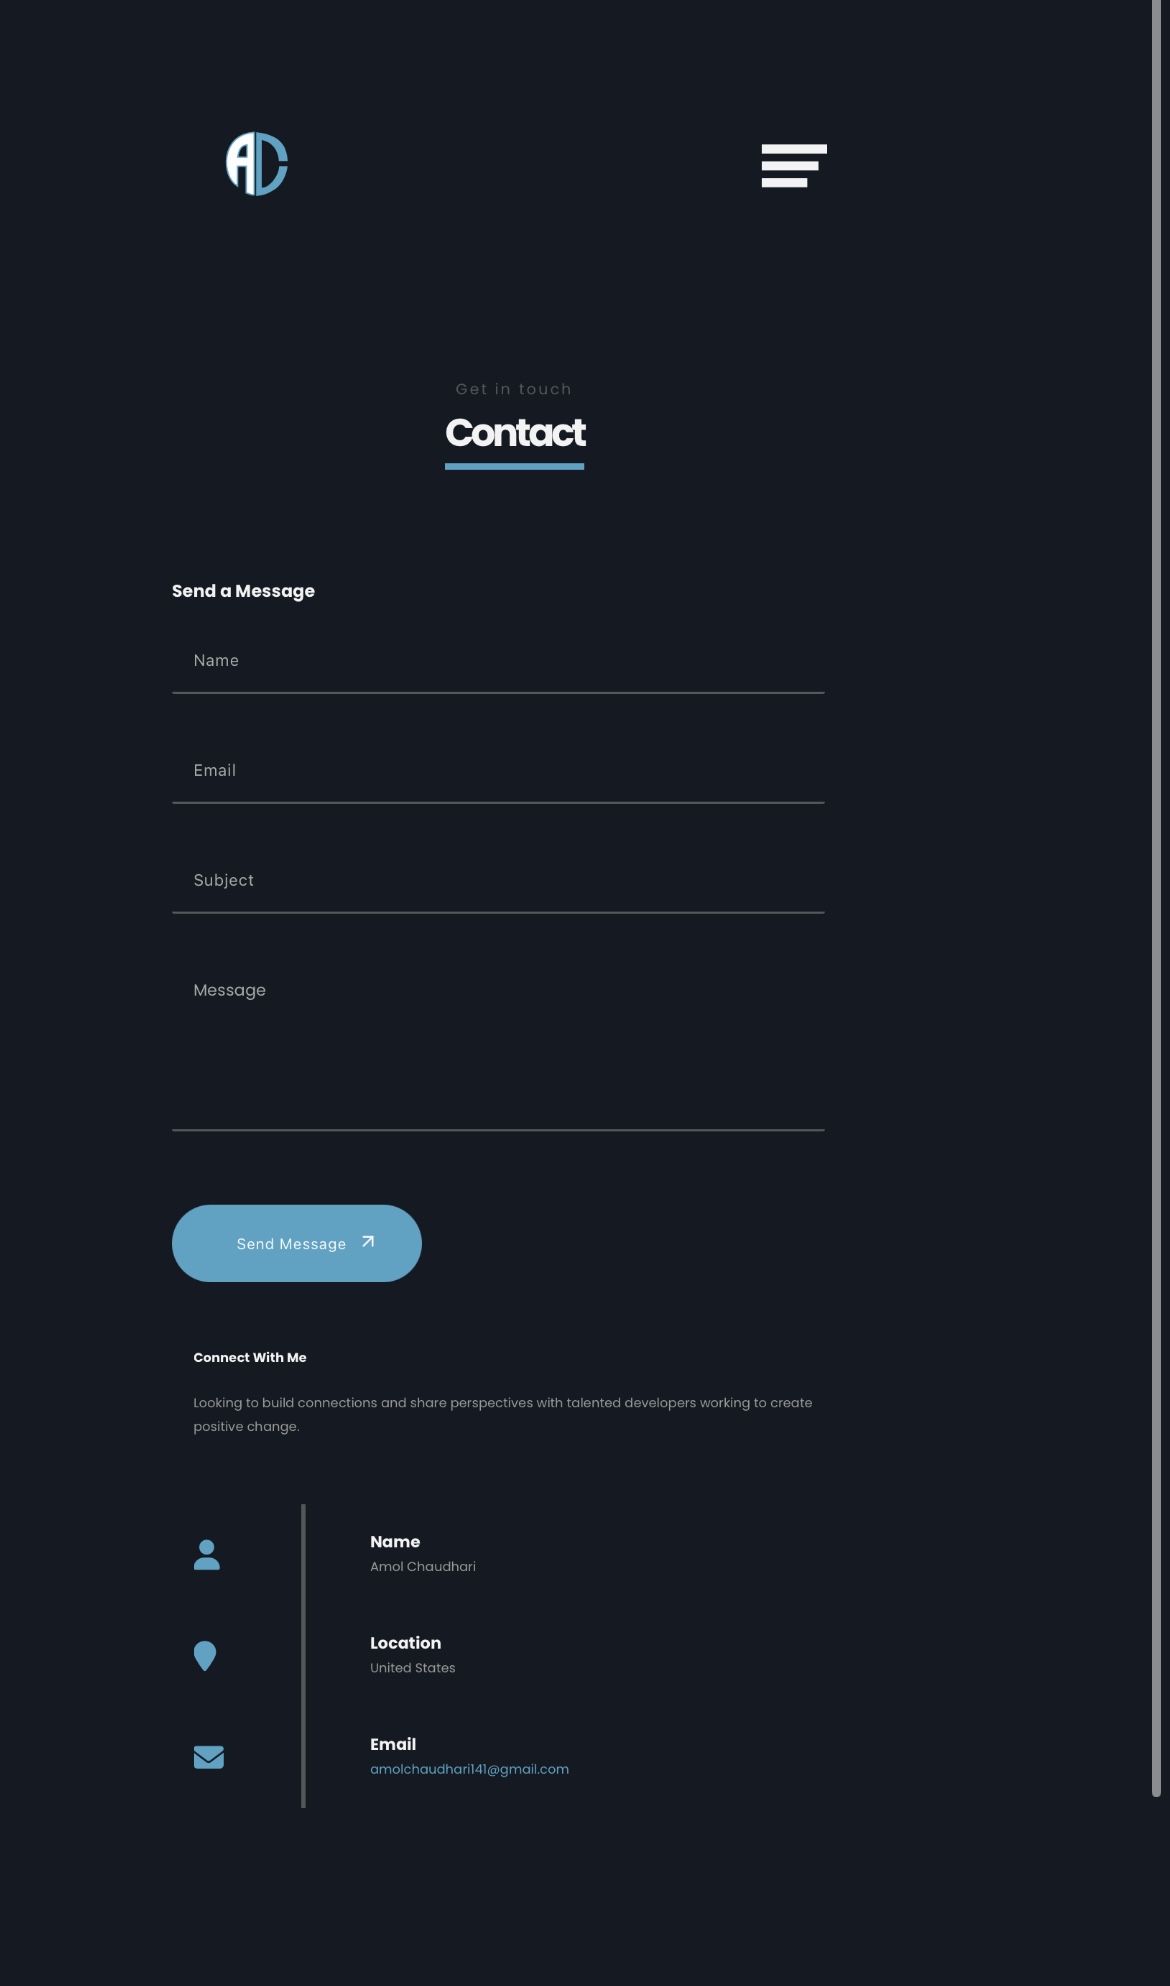 AC
Get in touch
Contact
Send a Message
Name
Email
Subject
Message
Send Message
Connect With Me
Looking to build connections and share perspectives with talented developers working to create
positive change.
Name
Amol Chaudhari
Location
United States
Email
amolchaudhari141@gmail.com